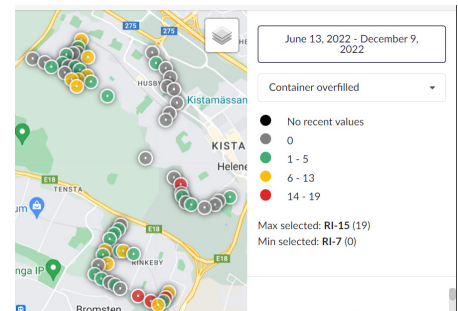 275
275
HUSBY
Kistamässan
KISTA
Helene
E18
TENSTA
E18
E18
RINKEBY
nga IP
Bromsten
June 13, 2022 - December 9,
2022
Container overfilled
No recent values
0
1 - 5
6 - 13
14 - 19
Max selected: RI-15 (19)
Min selected: RI-7 (0)